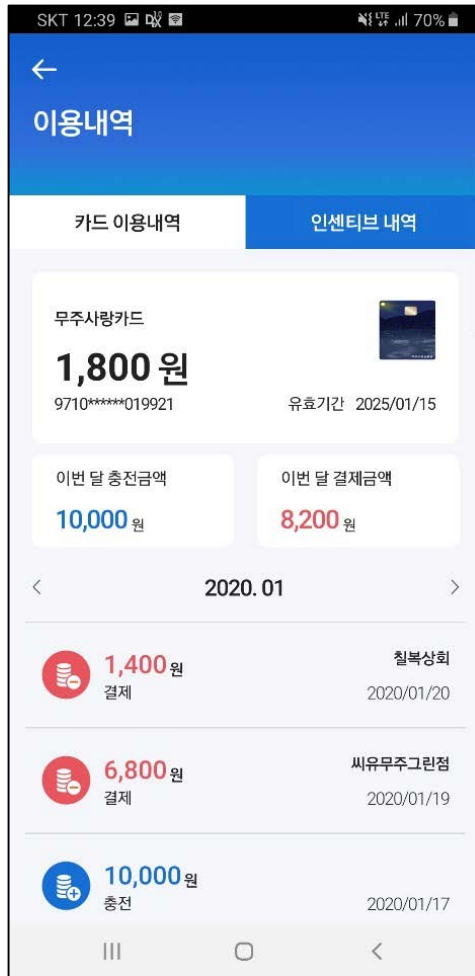 SKT 12:39 LTE 70%
이용내역
카드 이용내역 인센티브 내역
무주사랑카드
1,800 원
9710******019921 유효기간 2025/01/15
이번 달 충전금액 이번 달 결제금액
10,000 원 8,200 원
2020. 01
1,400 원 칠복상회
결제 2020/01/20
6,800 원 씨유무주그린점
결제 2020/01/19
10,000 원
충전 2020/01/17